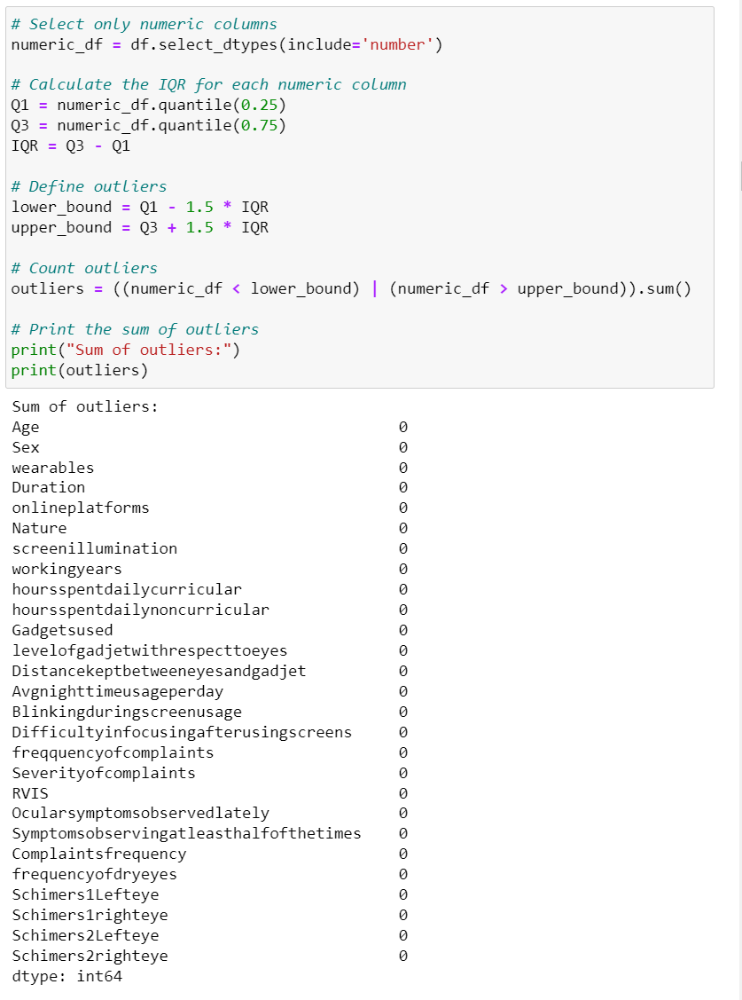 # Select only numeric columns
numeric_df = df.select_dtypes(include='number')
# Calculate the IQR for each numeric column
Q1 = numeric_df.quantile(0.25)
Q3 = numeric_df.quantile(0.75)
IQR = Q3 - Q1
# Define outliers
lower_bound = Q1 - 1.5 * IQR
upper_bound = Q3 + 1.5 * IQR
# Count outliers
outliers = ((numeric_df < lower_bound) | (numeric_df > upper_bound)).sum()
# Print the sum of outliers
print("Sum of outliers:")
print(outliers)
Sum of outliers:
Age 0
Sex 0
wearables 0
Duration 0
onlineplatforms 0
Nature 0
screenillumination 0
workingyears 0
hoursspentdailycurricular 0
hoursspentdailynoncurricular 0
Gadgetsused 0
levelofgadjetwithrespecttoeyes 0
Distancekeptbetweeneyesandgadjet 0
Avgnighttimeusageperday 0
Blinkingduringscreenusage 0
Difficultyinfocusingafterusingscreens 0
freqquencyofcomplaints 0
Severityofcomplaints 0
RVIS 0
Ocularsymptomsobservedlately 0
Symptomsobservingatleasthalfofthetimes 0
Complaintsfrequency 0
frequencyofdryeyes 0
Schimers1Lefteye 0
Schimers1righteye 0
Schimers2Lefteye 0
Schimers2righteye 0
dtype: int64